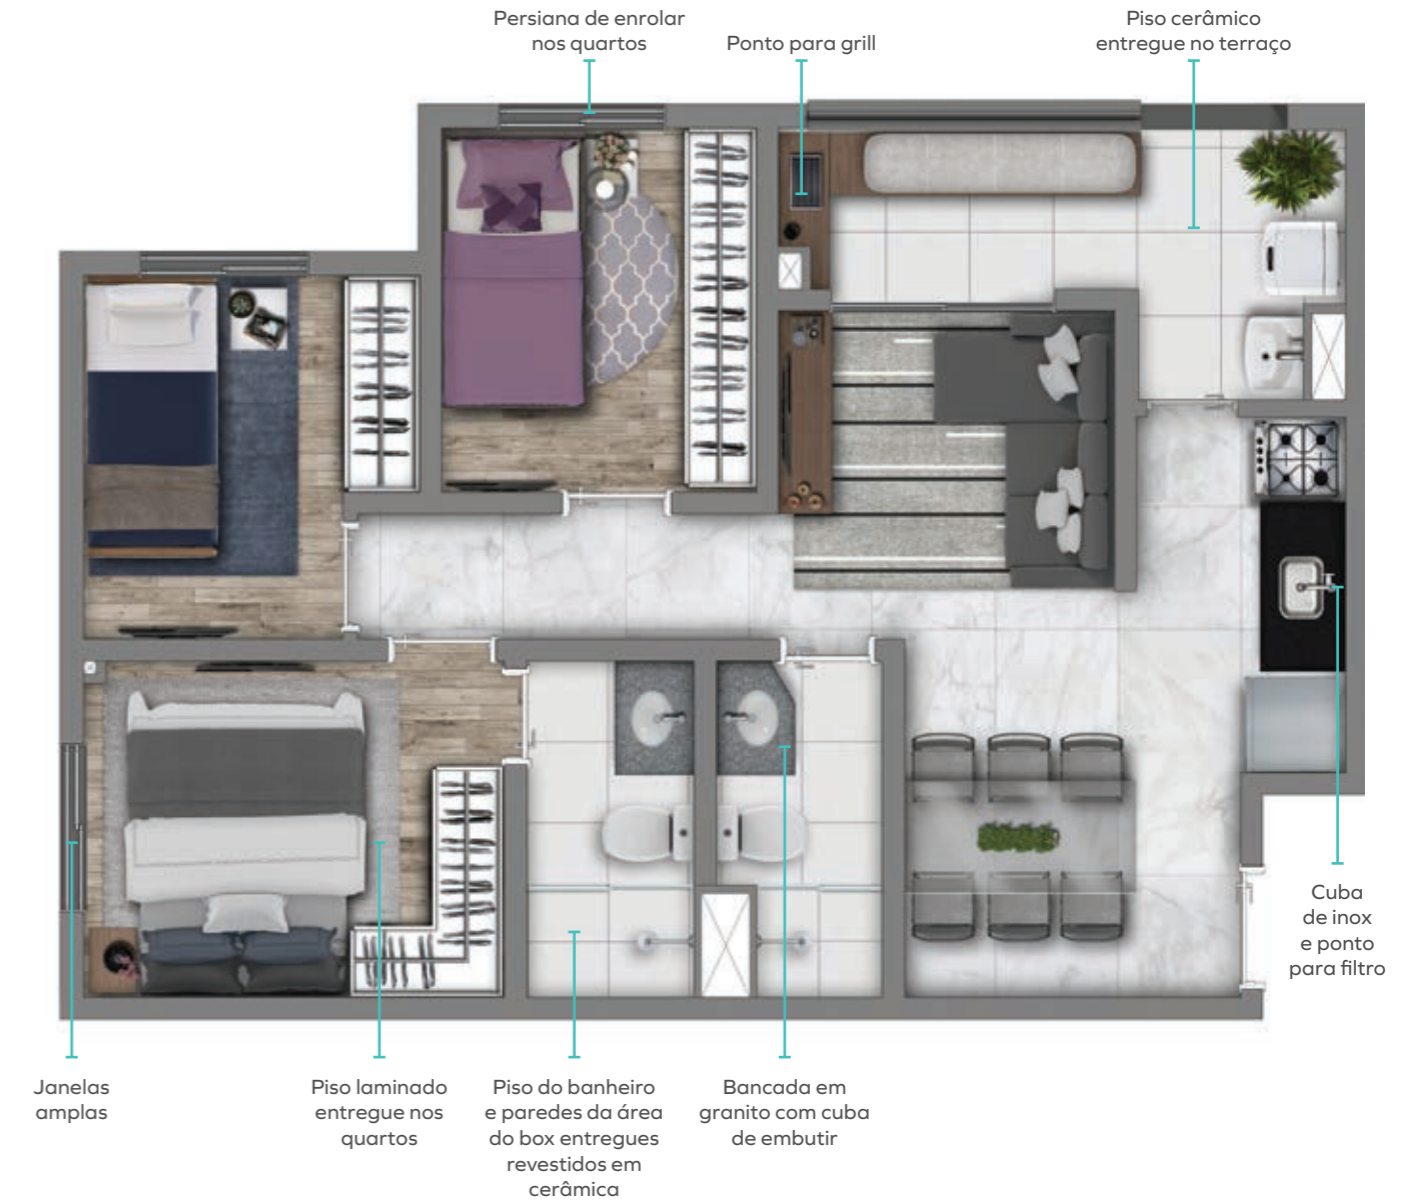 Persiana de enrolar
nos quartos
Ponto para grill
Piso cerâmico
entregue no terraço
Cuba
de inox
e ponto
para filtro
Janelas
amplas
Piso laminado
entregue nos
quartos
Piso do banheiro
e paredes da área
do box entregues
revestidos em
cerâmica
Bancada em
granito com cuba
de embutir